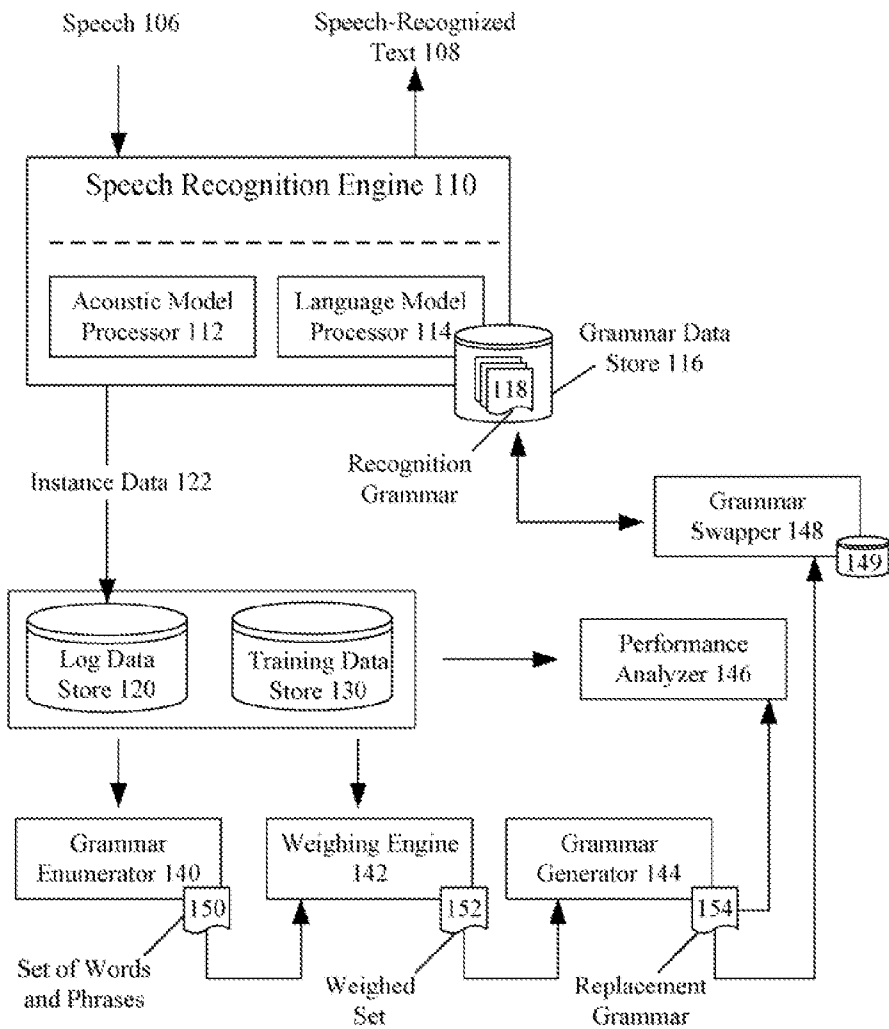 Speech 106
Speech-Recognized
Text 108
Speech Recognition Engine 110
Acoustic Model
Processor 112
Language Model
Processor 114
Grammar Data
Store 116
118
Recognition
Grammar
Instance Data 122
Grammar
Swapper 148
149
Log Data
Store 120
Training Data
Store 130
Performance
Analyzer 146
Grammar
Enumerator 140
Weighing Engine
142
Grammar
Generator 144
150
152
154
Set of Words
and Phrases
Weighed
Set
Replacement
Grammar